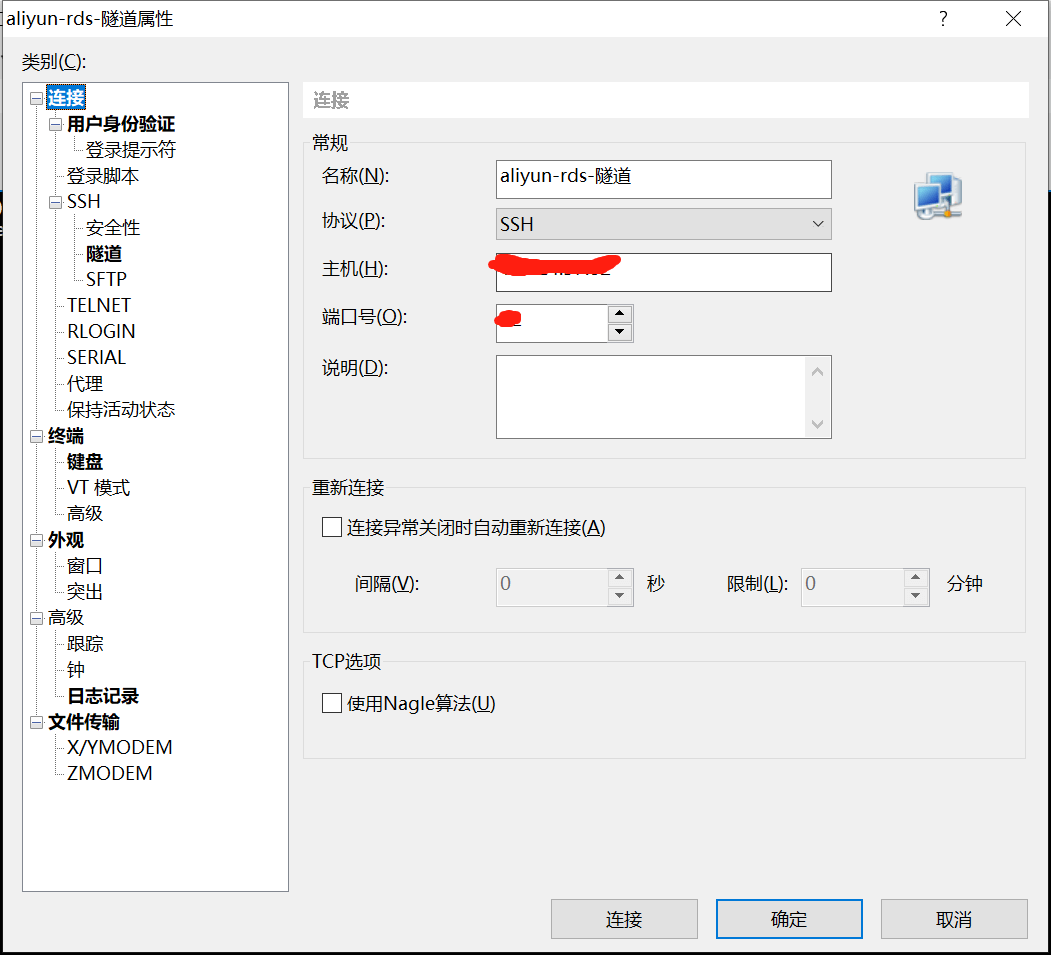 aliyun-rds-隧道属性
?
类别(C):
连接
用户身份验证
登录提示符
登录脚本
SSH
安全性
隧道
SFTP
TELNET
RLOGIN
SERIAL
代理
保持活动状态
终端
键盘
VT 模式
高级
外观
窗口
突出
高级
跟踪
钟
日志记录
文件传输
X/YMODEM
ZMODEM
连接
常规
名称(N): aliyun-rds-隧道
协议(P): SSH
主机(H):
端口号(O):
说明(D):
重新连接
连接异常关闭时自动重新连接(A)
间隔(V): 0 秒 限制(L): 0 分钟
TCP选项
使用Nagle算法(U)
连接 确定 取消